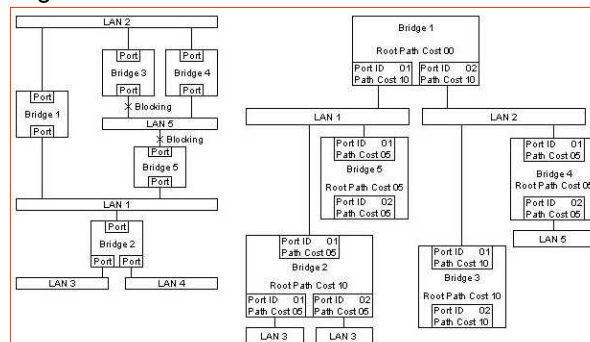 LAN 2
Port
Bridge 3
Port
Bridge 4
Port
Bridge 1
Port
Port
Port
Blocking
LAN 5
Blocking
Port
Bridge 5
Port
LAN 1
Port
Bridge 2
Port
Port
LAN 3
LAN 4
Bridge 1
Root Path Cost 00
Port ID 01
Path Cost 10
Port ID 02
Path Cost 10
LAN 1
LAN 2
Port ID 01
Path Cost 05
Bridge 5
Root Path Cost 05
Port ID 02
Path Cost 05
Port ID 01
Path Cost 05
Bridge 4
Root Path Cost 05
Port ID 02
Path Cost 05
LAN 5
Port ID 01
Path Cost 05
Bridge 2
Root Path Cost 10
Port ID 01
Path Cost 05
Port ID 02
Path Cost 05
LAN 3
LAN 3
Port ID 01
Path Cost 10
Bridge 3
Root Path Cost 10
Port ID 02
Path Cost 10